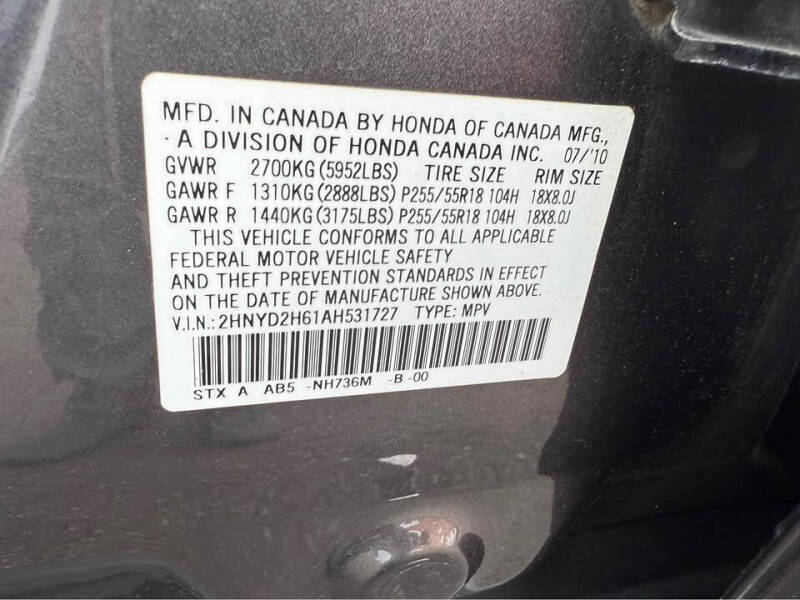 MFD. IN CANADA BY HONDA OF CANADA MFG.,
· A DIVISION OF HONDA CANADA INC. 07/'10
GVWR 2700KG(5952LBS) TIRE SIZE RIM SIZE
GAWR F 1310KG(2888LBS) P255/55R18 104H 18X8.0J
GAWR R 1440KG(3175LBS) P255/55R18 104H 18X8.0J
THIS VEHICLE CONFORMS TO ALL APPLICABLE
FEDERAL MOTOR VEHICLE SAFETY
AND THEFT PREVENTION STANDARDS IN EFFECT
ON THE DATE OF MANUFACTURE SHOWN ABOVE.
V.I.N.:2HNYD2H61AH531727 TYPE: MPV
STX A AB5 -NH736M -B-00